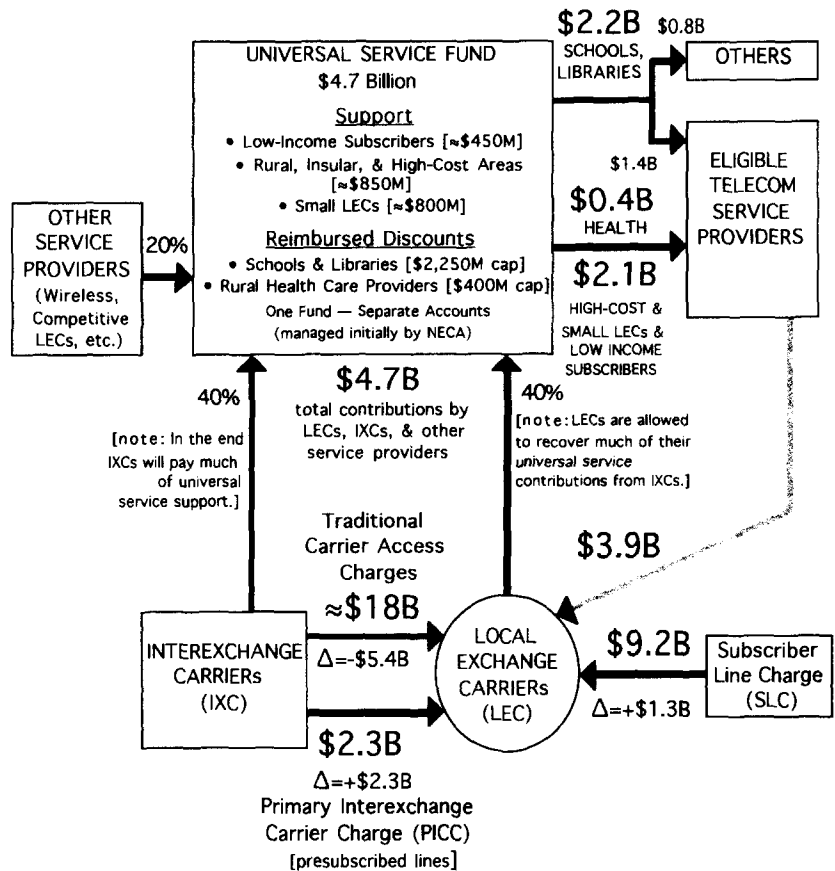 $2.2B
SCHOOLS,
LIBRARIES
$0.8B
OTHERS
UNIVERSAL SERVICE FUND
$4.7 Billion
Support
• Low-Income Subscribers [≈$450M]
• Rural, Insular, & High-Cost Areas
[≈$850M]
• Small LECs [≈$800M]
Reimbursed Discounts
• Schools & Libraries [$2,250M cap]
• Rural Health Care Providers [$400M cap]
One Fund — Separate Accounts
(managed initially by NECA)
$1.4B
ELIGIBLE
TELECOM
SERVICE
PROVIDERS
$0.4B
HEALTH
$2.1B
HIGH-COST &
SMALL LECs &
LOW INCOME
SUBSCRIBERS
OTHER
SERVICE
PROVIDERS
(Wireless,
Competitive
LECs, etc.)
20%
40%
[note: In the end
IXCs will pay much
of universal
service support.]
$4.7B
total contributions by
LECs, IXCs, & other
service providers
40%
[note: LECs are allowed
to recover much of their
universal service
contributions from IXCs.]
$3.9B
Traditional
Carrier Access
Charges
≈$18B
Δ=-$5.4B
INTEREXCHANGE
CARRIERs
(IXC)
LOCAL
EXCHANGE
CARRIERs
(LEC)
$9.2B
Δ=+$1.3B
Subscriber
Line Charge
(SLC)
$2.3B
Δ=+$2.3B
Primary Interexchange
Carrier Charge (PICC)
[presubscribed lines]